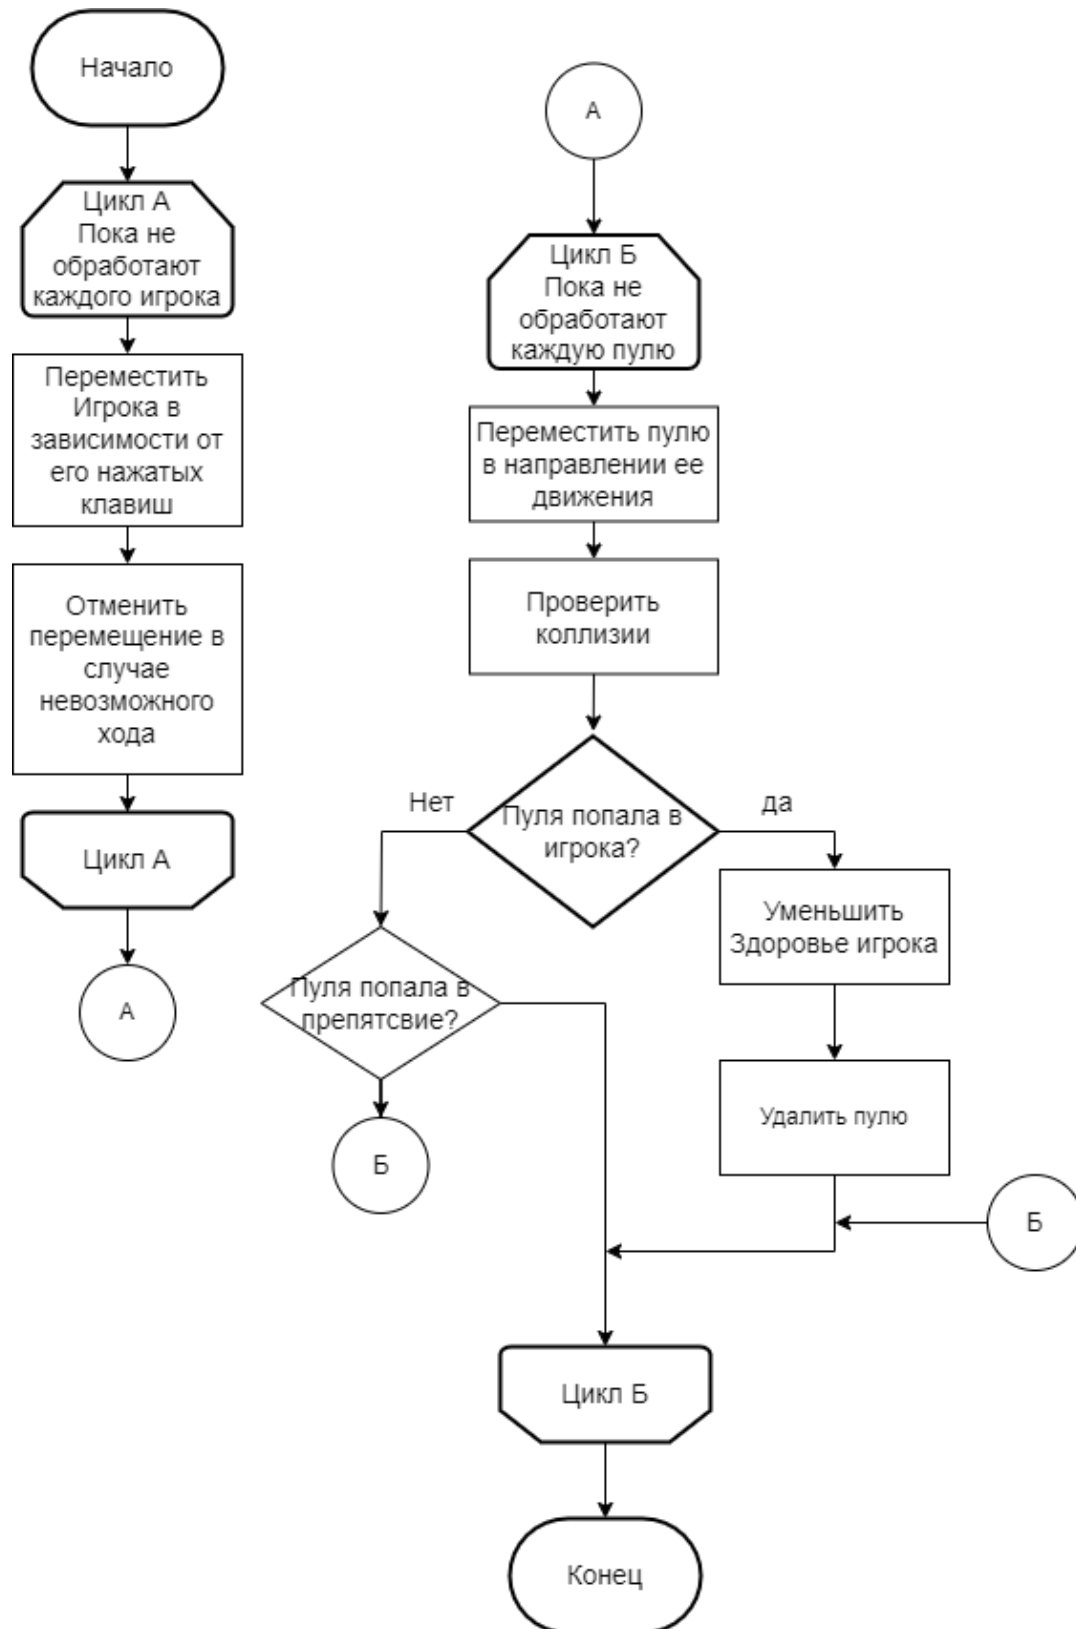 Начало
Цикл А
Пока не
обработают
каждого игрока
Переместить
Игрока в
зависимости от
его нажатых
клавиш
Отменить
перемещение в
случае
невозможного
хода
Цикл А
А
А
Цикл Б
Пока не
обработают
каждую пулю
Переместить пулю
в направлении ее
движения
Проверить
коллизии
Пуля попала в
игрока?
Нет
да
Пуля попала в
препятсвие?
Б
Уменьшить
Здоровье игрока
Удалить пулю
Б
Цикл Б
Конец